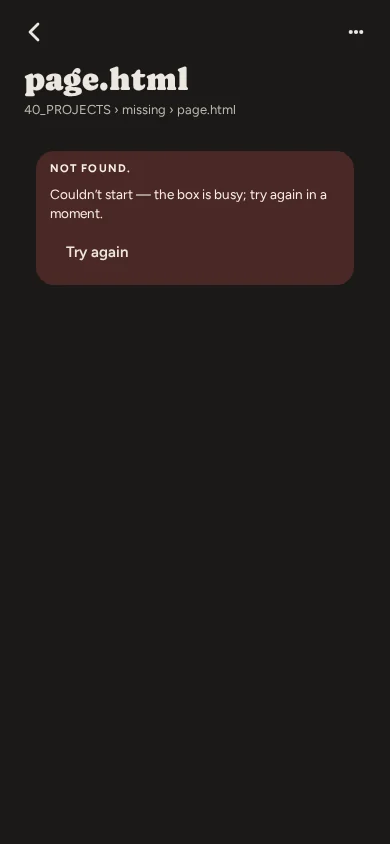 page.html
40_PROJECTS › missing › page.html
NOT FOUND.
Couldn't start — the box is busy; try again in a
moment.
Try again